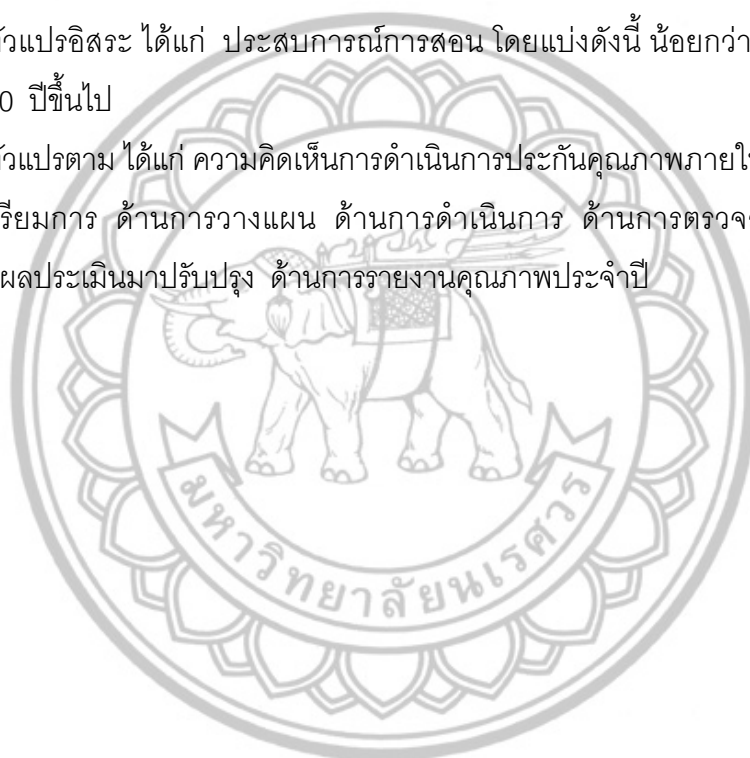 ตัวแปรอิสระ ได้แก่ ประสบการณ์การสอน โดยแบ่งดังนี้ น้อยกว่า
0 ปีขึ้นไป
ตัวแปรตาม ได้แก่ ความคิดเห็นการดำเนินการประกันคุณภาพภายใน
รียมการ ด้านการวางแผน ด้านการดำเนินการ ด้านการตรวจ
ผลประเมินมาปรับปรุง ด้านการรายงานคุณภาพประจำปี
มหาวิทยาลัยนเรศวร